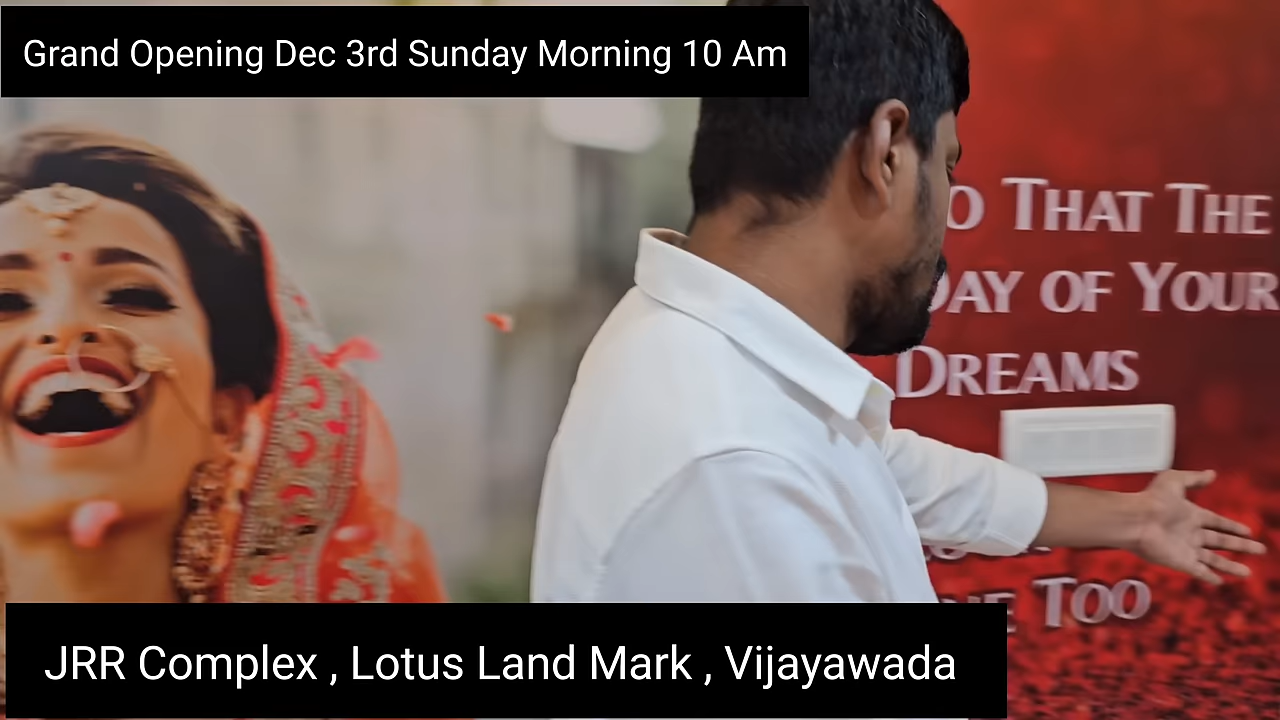 Grand Opening Dec 3rd Sunday Morning 10 Am
THAT THE
DAY OF YOUR
DREAMS
TOO
JRR Complex , Lotus Land Mark , Vijayawada